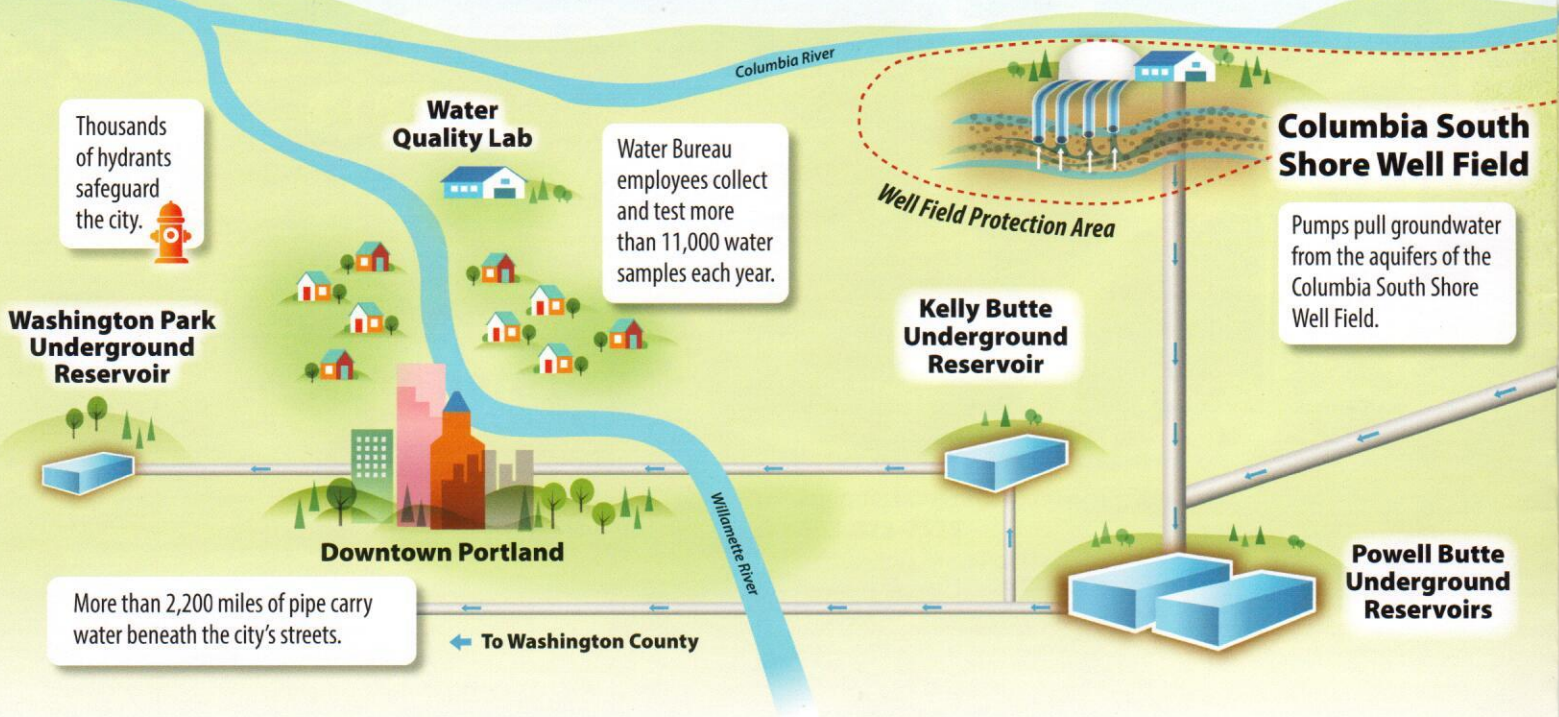 Columbia River
Thousands
of hydrants
safeguard
the city.
Water
Quality Lab
Water Bureau
employees collect
and test more
than 11,000 water
samples each year.
Well Field Protection Area
Columbia South
Shore Well Field
Pumps pull groundwater
from the aquifers of the
Columbia South Shore
Well Field.
Washington Park
Underground
Reservoir
Kelly Butte
Underground
Reservoir
Downtown Portland
Willamette River
Powell Butte
Underground
Reservoirs
More than 2,200 miles of pipe carry
water beneath the city's streets.
To Washington County